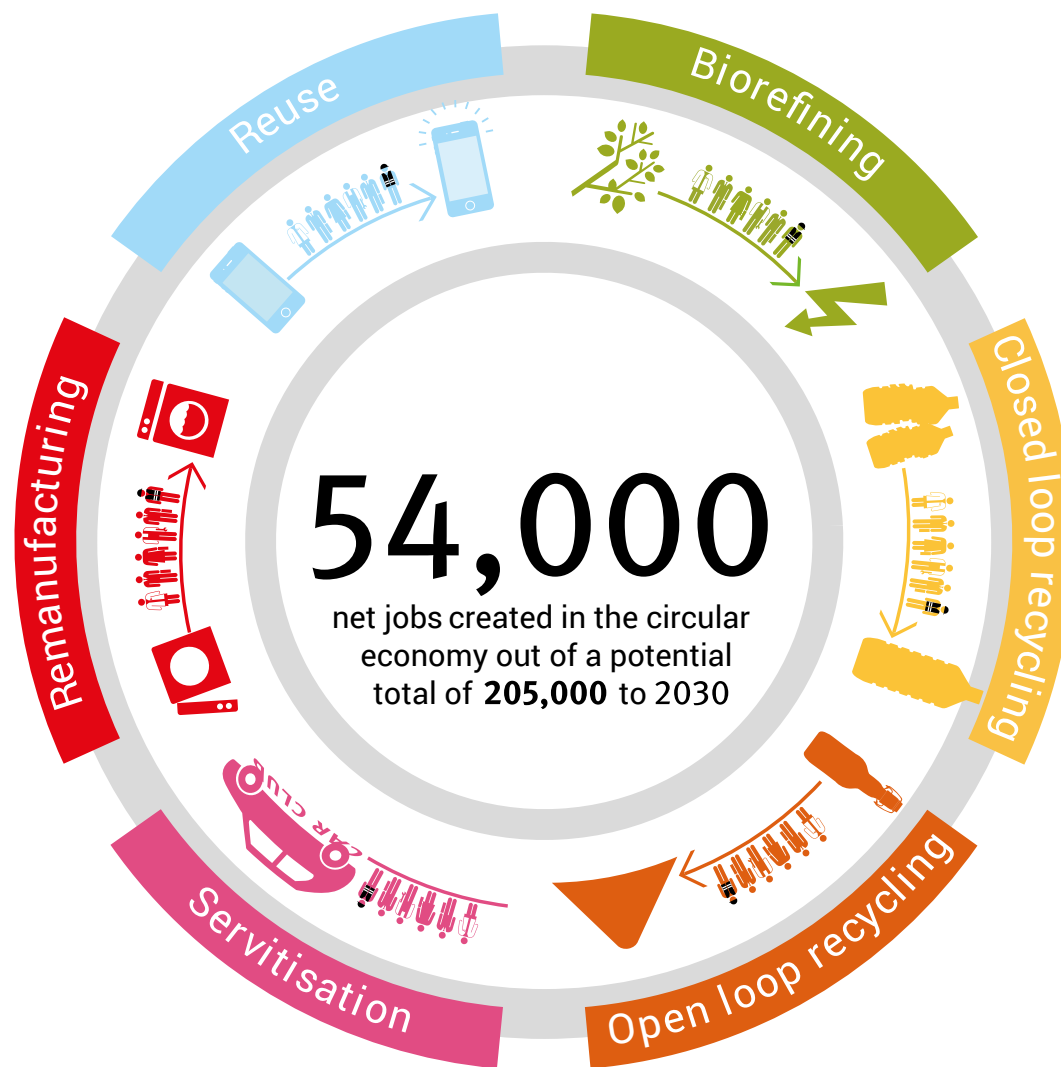 Reuse
Biorefining
Closed loop recycling
Open loop recycling
Servitisation
CAR CLUB
Remanufacturing
54,000
net jobs created in the circular
economy out of a potential
total of 205,000 to 2030